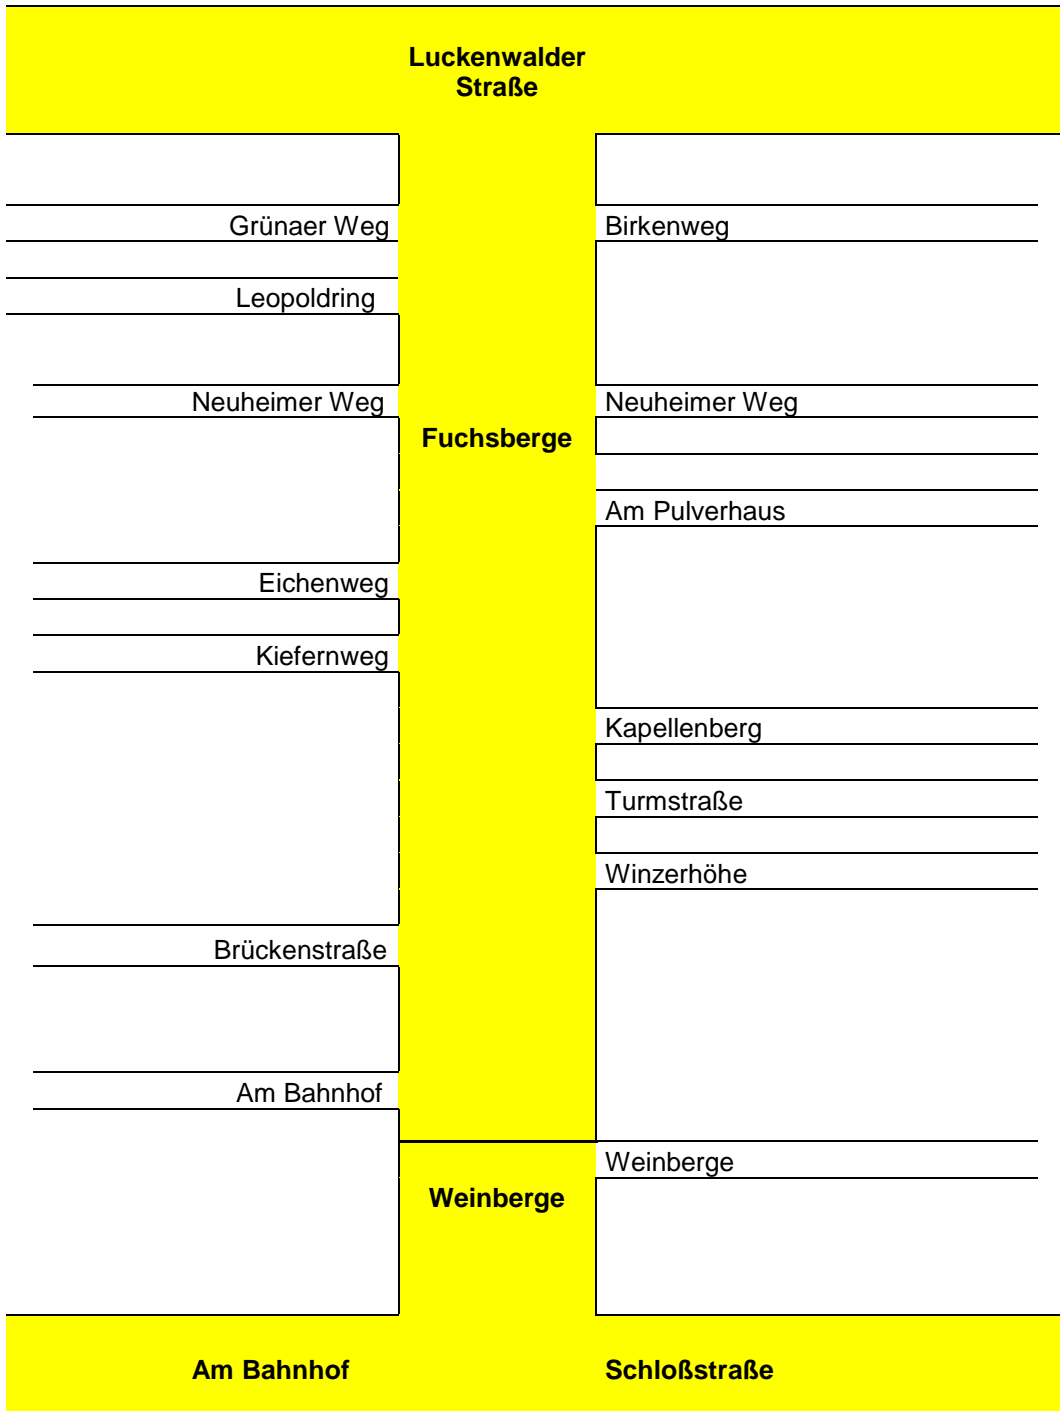 Luckenwalder
Straße
Grünaer Weg
Birkenweg
Leopoldring
Neuheimer Weg
Neuheimer Weg
Fuchsberge
Am Pulverhaus
Eichenweg
Kiefernweg
Kapellenberg
Turmstraße
Winzerhöhe
Brückenstraße
Am Bahnhof
Weinberge
Weinberge
Am Bahnhof
Schloßstraße